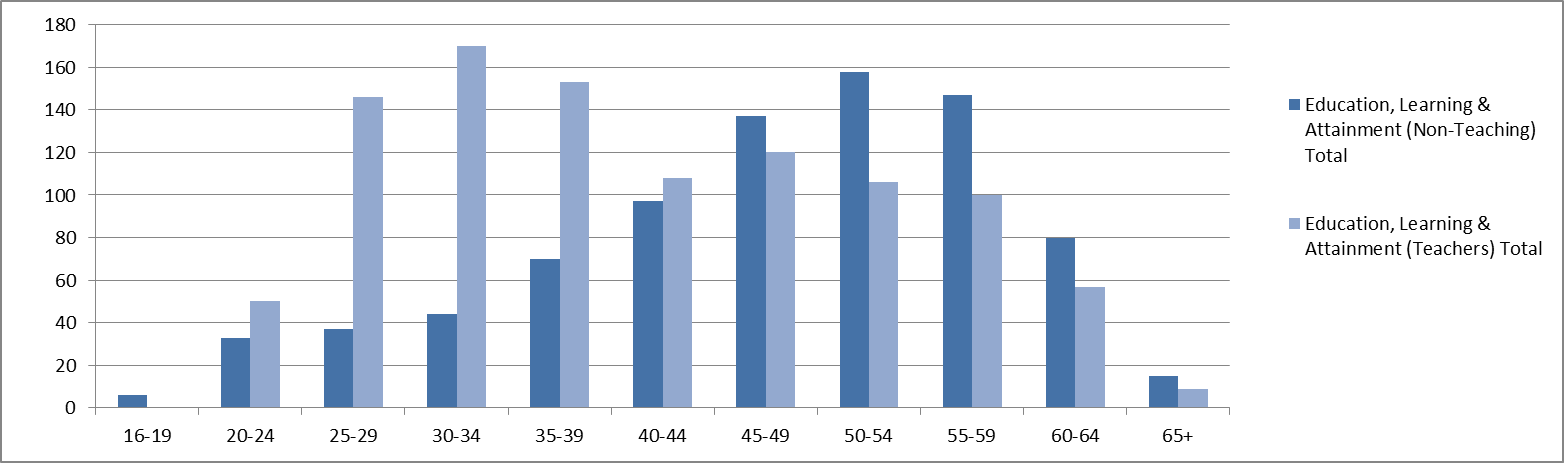 180
160
140
120
100
80
60
40
20
0
16-19 20-24 25-29 30-34 35-39 40-44 45-49 50-54 55-59 60-64 65+
Education, Learning &
Attainment (Non-Teaching)
Total
Education, Learning &
Attainment (Teachers) Total